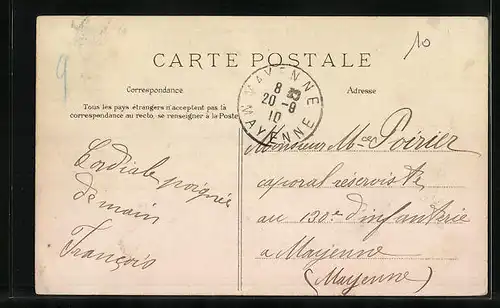 10
9
CARTE POSTALE
Correspondance
Adresse
Tous les pays étrangers n'acceptent pas la
correspondance au recto, se renseigner à la Poste
MAYENNE
8
20-8
10
MAYENNE
Cordiale poignée
de main
François
Monsieur Mce Poirier
caporal réserviste
au 130e d'infanterie
a Mayenne
(Mayenne)